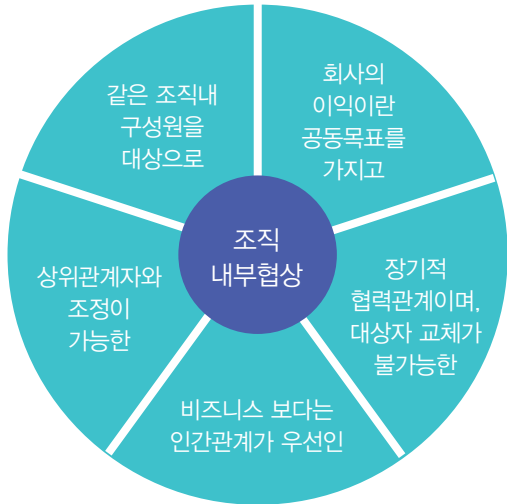 같은 조직내
구성원을
대상으로
회사의
이익이란
공동목표를
가지고
조직
내부협상
상위관계자와
조정이
가능한
장기적
협력관계이며,
대상자 교체가
불가능한
비즈니스 보다는
인간관계가 우선인